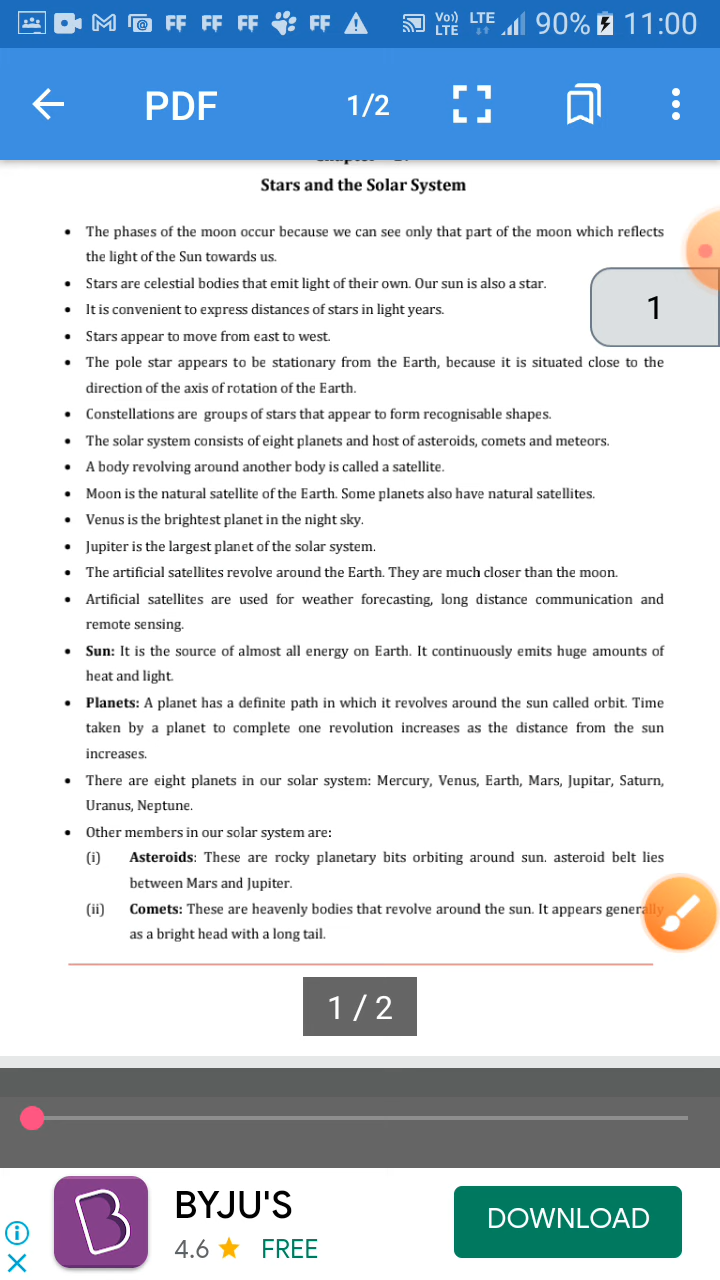 FF FF FF FF Vo)) LTE LTE 90% 11:00
PDF 1/2
Stars and the Solar System
• The phases of the moon occur because we can see only that part of the moon which reflects
the light of the Sun towards us.
• Stars are celestial bodies that emit light of their own. Our sun is also a star.
• It is convenient to express distances of stars in light years.
1
• Stars appear to move from east to west.
• The pole star appears to be stationary from the Earth, because it is situated close to the
direction of the axis of rotation of the Earth.
• Constellations are groups of stars that appear to form recognisable shapes.
• The solar system consists of eight planets and host of asteroids, comets and meteors.
• A body revolving around another body is called a satellite.
• Moon is the natural satellite of the Earth. Some planets also have natural satellites.
• Venus is the brightest planet in the night sky.
• Jupiter is the largest planet of the solar system.
• The artificial satellites revolve around the Earth. They are much closer than the moon.
• Artificial satellites are used for weather forecasting, long distance communication and
remote sensing.
• Sun: It is the source of almost all energy on Earth. It continuously emits huge amounts of
heat and light.
• Planets: A planet has a definite path in which it revolves around the sun called orbit. Time
taken by a planet to complete one revolution increases as the distance from the sun
increases.
• There are eight planets in our solar system: Mercury, Venus, Earth, Mars, Jupitar, Saturn,
Uranus, Neptune.
• Other members in our solar system are:
(i) Asteroids: These are rocky planetary bits orbiting around sun. asteroid belt lies
between Mars and Jupiter.
(ii) Comets: These are heavenly bodies that revolve around the sun. It appears generally
as a bright head with a long tail.
1 / 2
BYJU'S
4.6 ★ FREE
DOWNLOAD